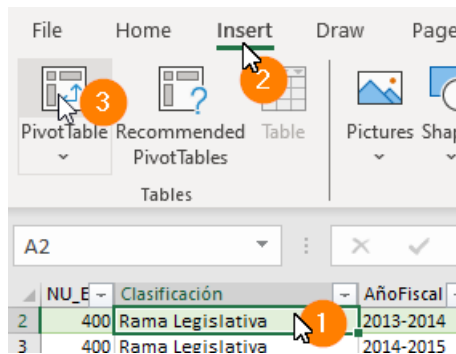 File Home Insert Draw Page
2
3
PivotTable Recommended Table Pictures Shap
PivotTables
Tables
A2
NU_E Clasificación AñoFiscal
2 400 Rama Legislativa 1 2013-2014
3 400 Rama Legislativa 2014-2015